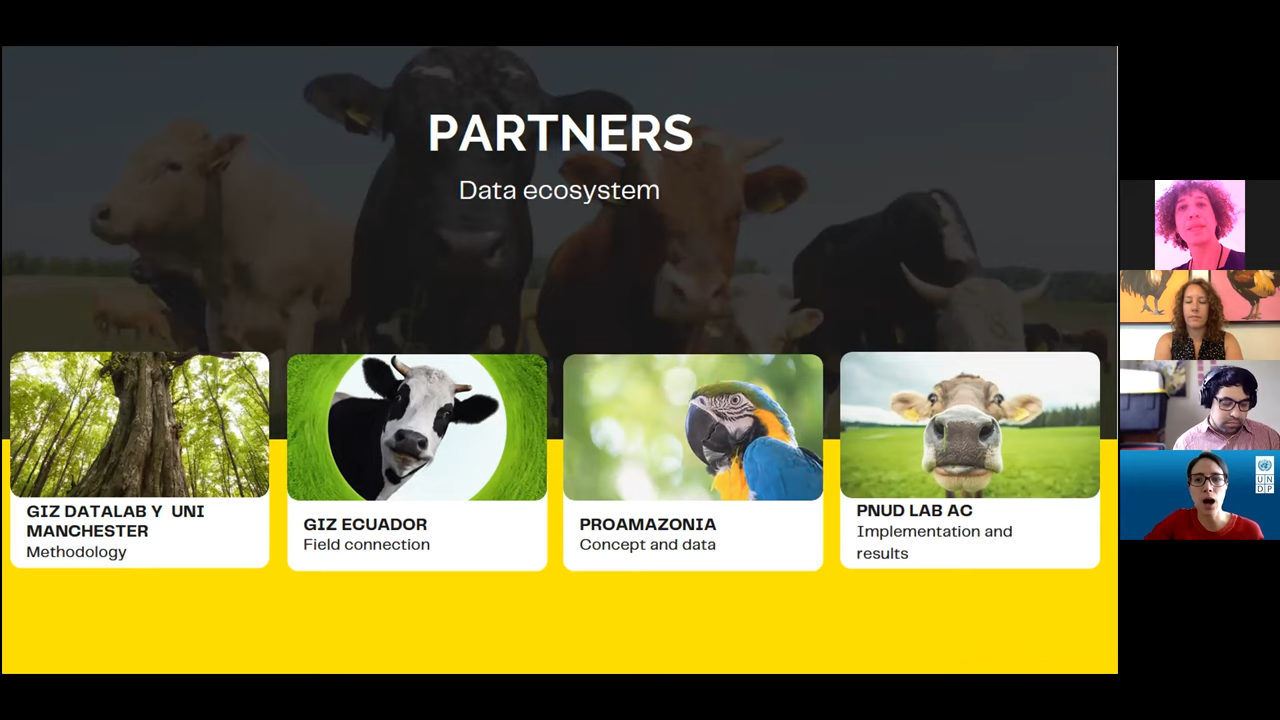 PARTNERS
Data ecosystem
GIZ DATALAB Y UNI
MANCHESTER
Methodology
GIZ ECUADOR
Field connection
PROAMAZONIA
Concept and data
PNUD LAB AC
Implementation and
results
U N
D P